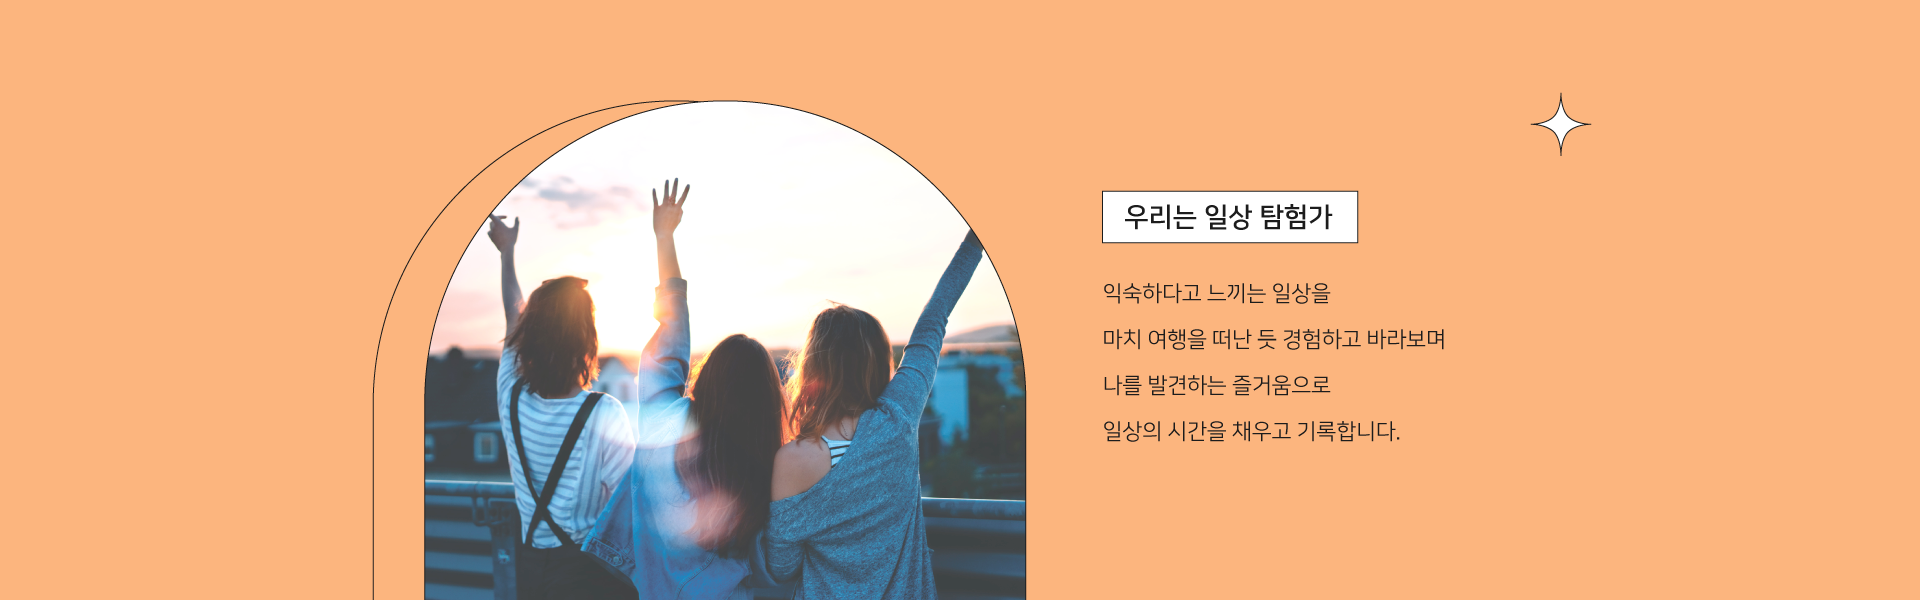 우리는 일상 탐험가
익숙하다고 느끼는 일상을
마치 여행을 떠난 듯 경험하고 바라보며
나를 발견하는 즐거움으로
일상의 시간을 채우고 기록합니다.